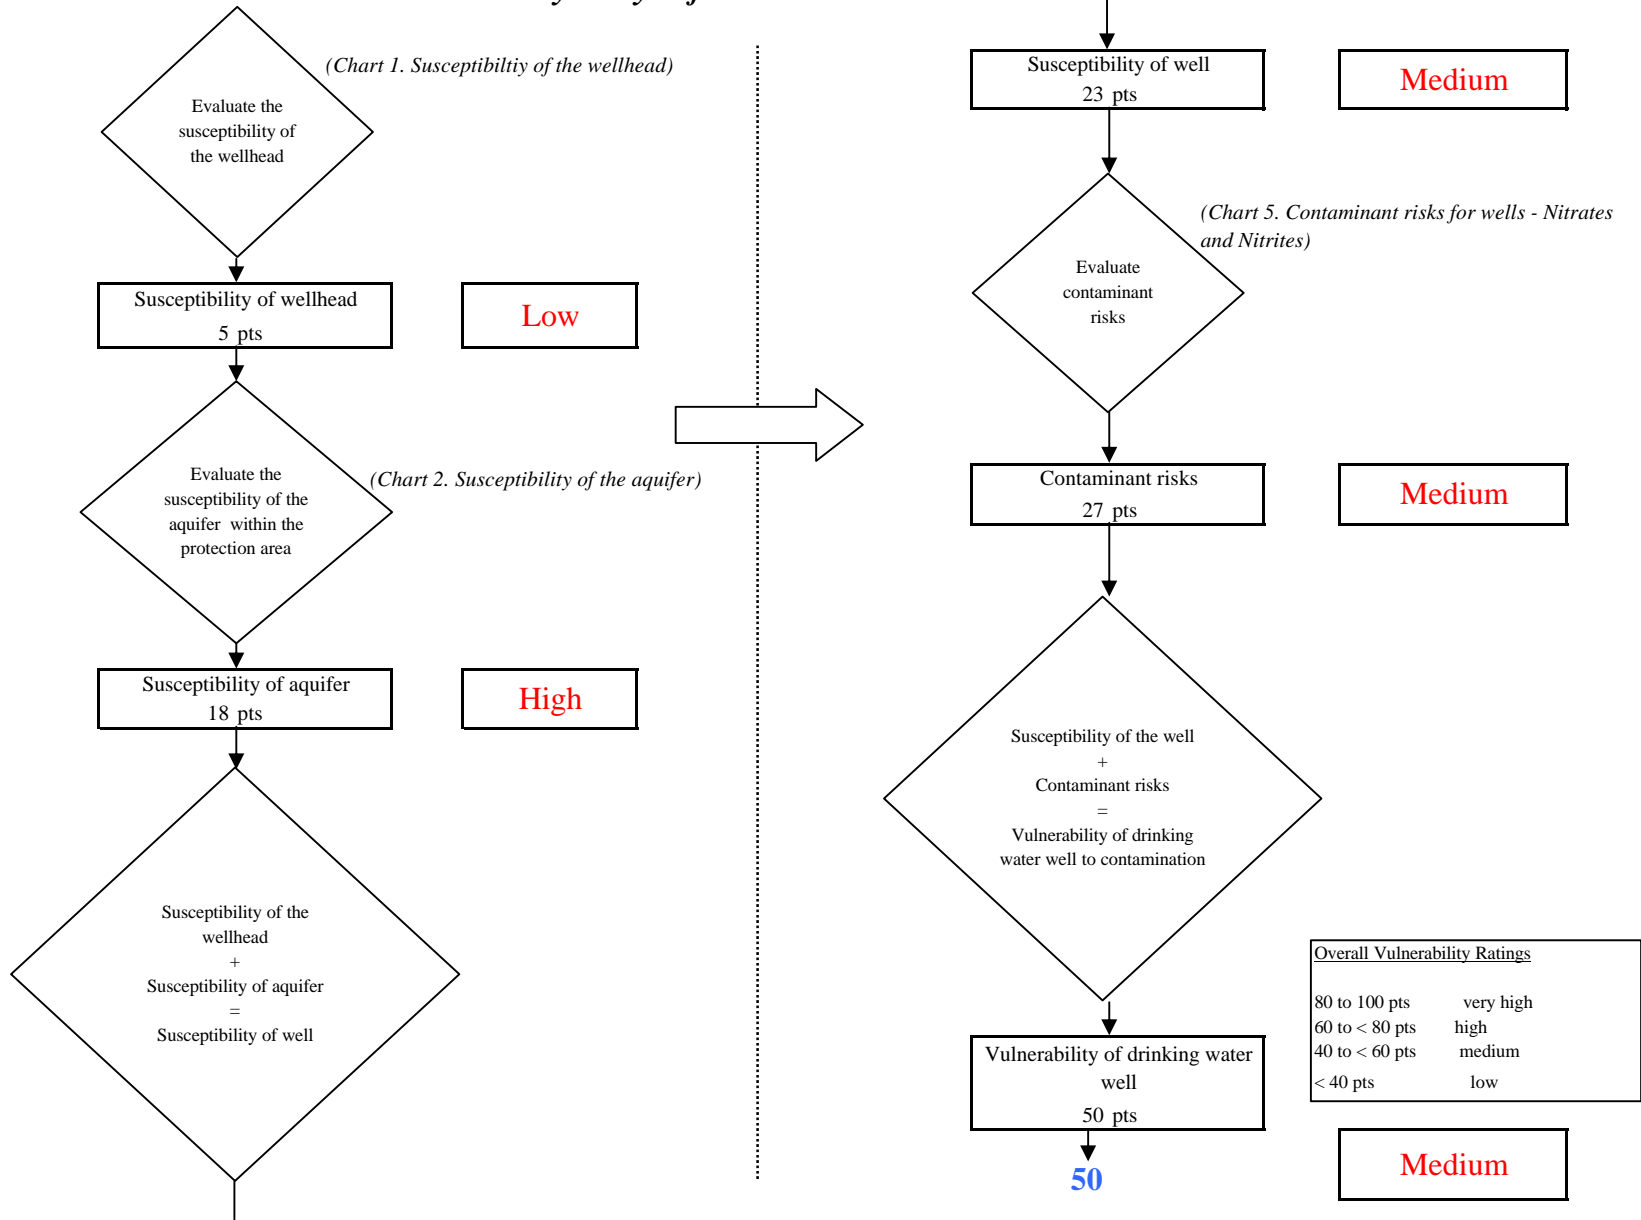 (Chart 1. Susceptibiltiy of the wellhead)
Evaluate the
susceptibility of
the wellhead
Susceptibility of wellhead
5 pts
Low
Evaluate the
susceptibility of the
aquifer within the
protection area
(Chart 2. Susceptibility of the aquifer)
Susceptibility of aquifer
18 pts
High
Susceptibility of the
wellhead
+
Susceptibility of aquifer
=
Susceptibility of well
Susceptibility of well
23 pts
Medium
(Chart 5. Contaminant risks for wells - Nitrates
and Nitrites)
Evaluate
contaminant
risks
Contaminant risks
27 pts
Medium
Susceptibility of the well
+
Contaminant risks
=
Vulnerability of drinking
water well to contamination
Overall Vulnerability Ratings
80 to 100 pts very high
60 to < 80 pts high
40 to < 60 pts medium
< 40 pts low
Vulnerability of drinking water
well
50 pts
50
Medium